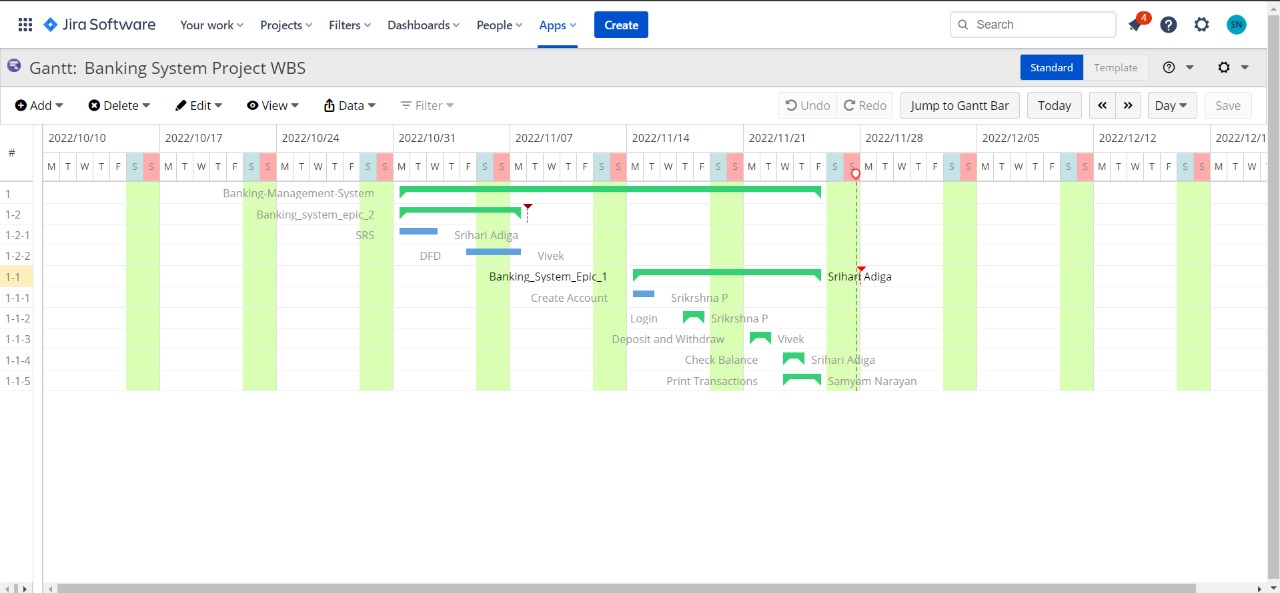 Jira Software Your work Projects Filters Dashboards People Apps Create Search 4 SN
Gantt: Banking System Project WBS Standard Template
Add Delete Edit View Data Filter Undo Redo Jump to Gantt Bar Today « » Day Save
# 2022/10/10 2022/10/17 2022/10/24 2022/10/31 2022/11/07 2022/11/14 2022/11/21 2022/11/28 2022/12/05 2022/12/12 2022/12/1
M T W T F S S M T W T F S S M T W T F S S M T W T F S S M T W T F S S M T W T F S S M T W T F S S M T W T F S S M T W T F S S M T W T F S S M T W
1 Banking-Management-System
1-2 Banking_system_epic_2
1-2-1 SRS Srihari Adiga
1-2-2 DFD Vivek
1-1 Banking_System_Epic_1 Srihari Adiga
1-1-1 Create Account Srikrshna P
1-1-2 Login Srikrshna P
1-1-3 Deposit and Withdraw Vivek
1-1-4 Check Balance Srihari Adiga
1-1-5 Print Transactions Samyam Narayan